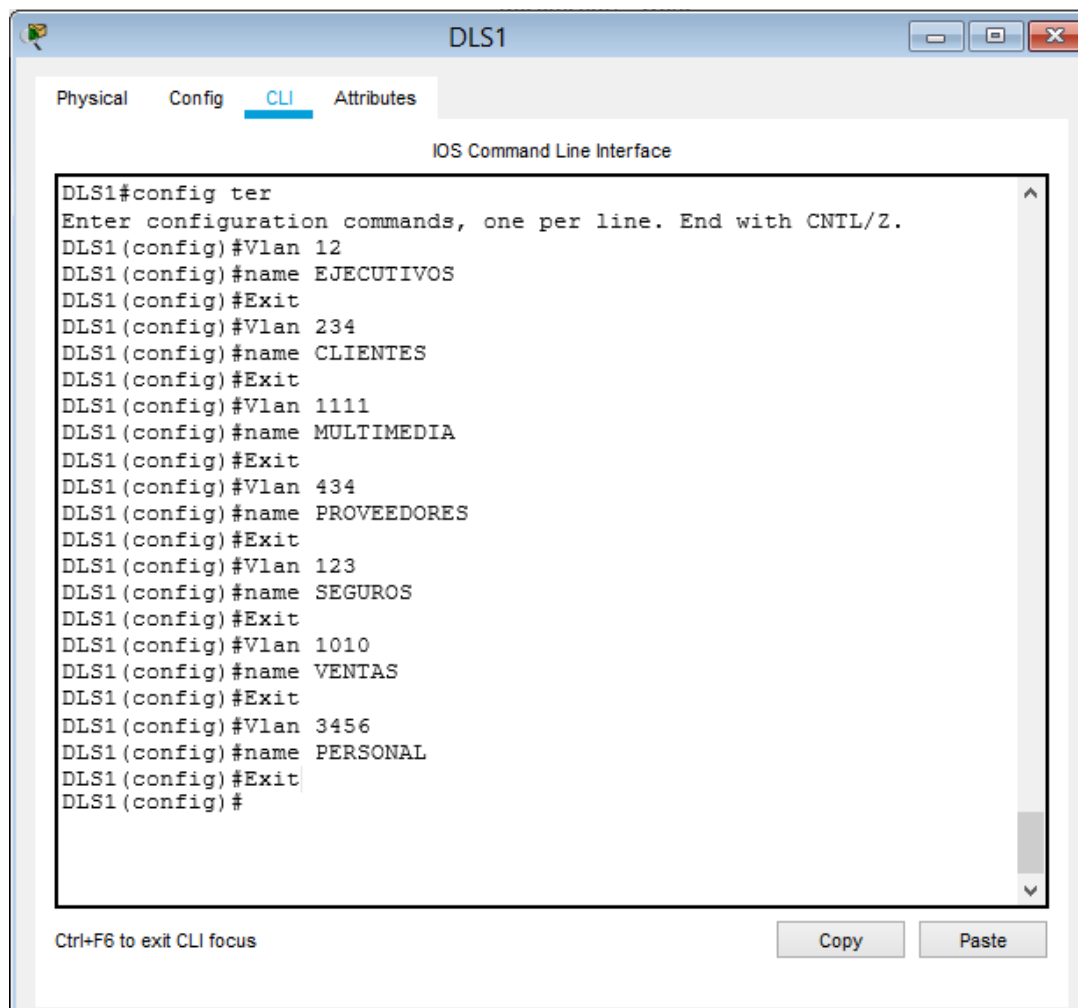 DLS1
Physical Config CLI Attributes
IOS Command Line Interface
DLS1#config ter
Enter configuration commands, one per line. End with CNTL/Z.
DLS1(config)#Vlan 12
DLS1(config)#name EJECUTIVOS
DLS1(config)#Exit
DLS1(config)#Vlan 234
DLS1(config)#name CLIENTES
DLS1(config)#Exit
DLS1(config)#Vlan 1111
DLS1(config)#name MULTIMEDIA
DLS1(config)#Exit
DLS1(config)#Vlan 434
DLS1(config)#name PROVEEDORES
DLS1(config)#Exit
DLS1(config)#Vlan 123
DLS1(config)#name SEGUROS
DLS1(config)#Exit
DLS1(config)#Vlan 1010
DLS1(config)#name VENTAS
DLS1(config)#Exit
DLS1(config)#Vlan 3456
DLS1(config)#name PERSONAL
DLS1(config)#Exit
DLS1(config)#
Ctrl+F6 to exit CLI focus Copy Paste